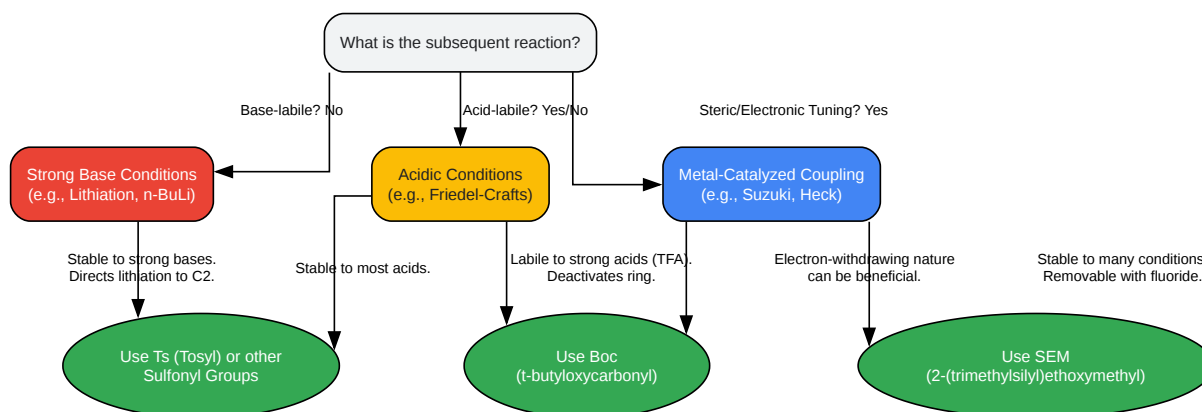 What is the subsequent reaction?
Base-labile? No
Acid-labile? Yes/No
Steric/Electronic Tuning? Yes
Strong Base Conditions
(e.g., Lithiation, n-BuLi)
Acidic Conditions
(e.g., Friedel-Crafts)
Metal-Catalyzed Coupling
(e.g., Suzuki, Heck)
Stable to strong bases.
Directs lithiation to C2.
Stable to most acids.
Labile to strong acids (TFA).
Deactivates ring.
Electron-withdrawing nature
can be beneficial.
Stable to many conditions
Removable with fluoride.
Use Ts (Tosyl) or other
Sulfonyl Groups
Use Boc
(t-butyloxycarbonyl)
Use SEM
(2-(trimethylsilyl)ethoxymethyl)